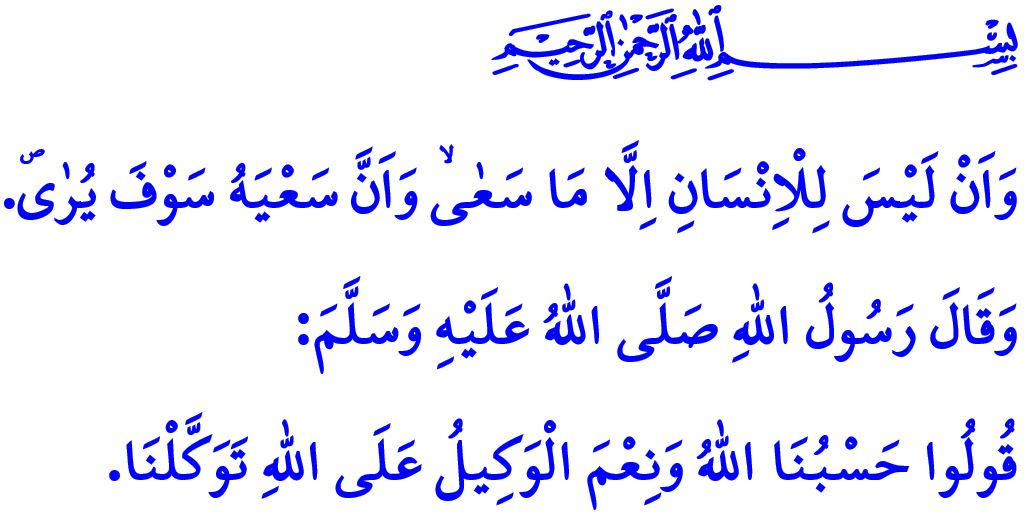 بِسْمِ اللّٰهِ الرَّحْمٰنِ الرَّحِيمِ
وَاَنْ لَيْسَ لِلْاِنْسَانِ اِلَّا مَا سَعٰىۙ وَاَنَّ سَعْيَهُ سَوْفَ يُرٰىۖ.
وَقَالَ رَسُولُ اللّٰهِ صَلَّى اللّٰهُ عَلَيْهِ وَسَلَّمَ:
قُولُوا حَسْبُنَا اللّٰهُ وَنِعْمَ الْوَكِيلُ عَلَى اللّٰهِ تَوَكَّلْنَا.